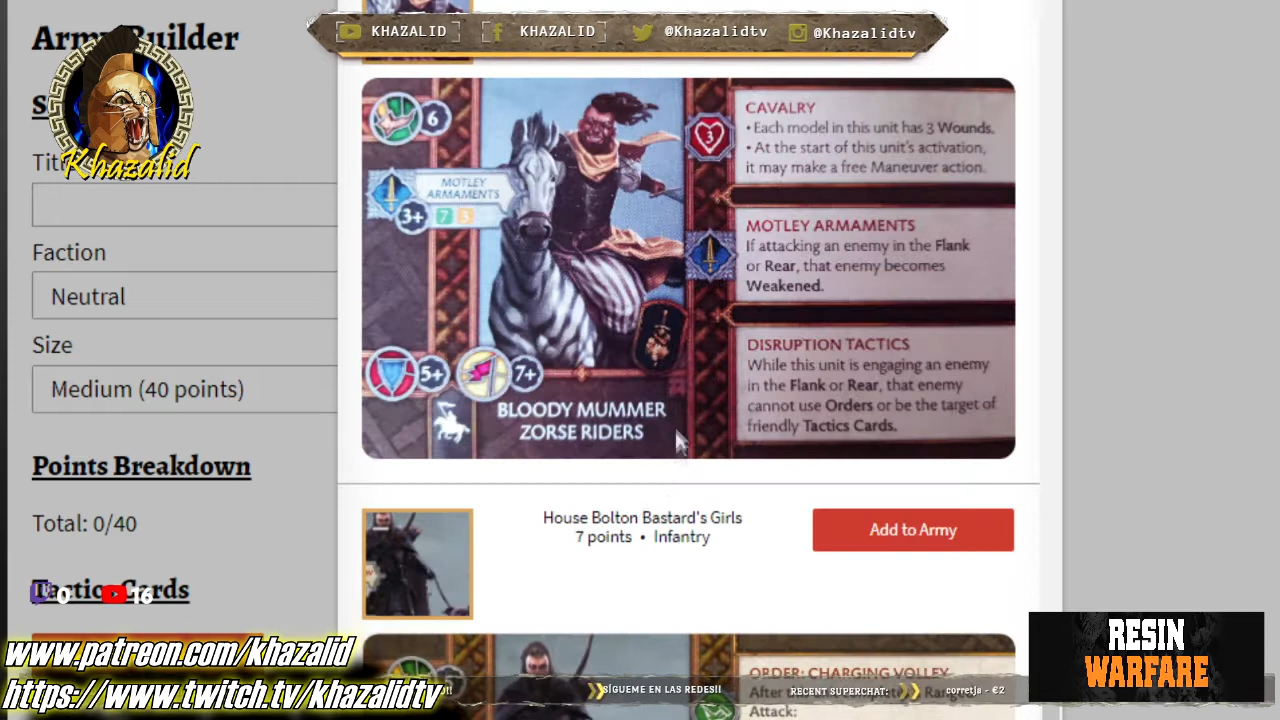 KHAZALID
KHAZALID
@Khazalidtv
@Khazalidtv
Khazalid
Faction
Neutral
Size
Medium (40 points)
Points Breakdown
Total: 0/40
Tactics Cards
0
16
6
MOTLEY
ARMAMENTS
3+ 7 3
5+ 7+
BLOODY MUMMER
ZORSE RIDERS
3
CAVALRY
• Each model in this unit has 3 Wounds.
• At the start of this unit's activation,
it may make a free Maneuver action.
MOTLEY ARMAMENTS
If attacking an enemy in the Flank
or Rear, that enemy becomes
Weakened.
DISRUPTION TACTICS
While this unit is engaging an enemy
in the Flank or Rear, that enemy
cannot use Orders or be the target of
friendly Tactics Cards.
House Bolton Bastard's Girls
7 points • Infantry
Add to Army
ORDER: CHARGING VOLLEY
Attack:
www.patreon.com/khazalid
https://www.twitch.tv/khazalidtv
SÍGUEME EN LAS REDES!!
RECENT SUPERCHAT:
corretja - €2
RESIN
WARFARE